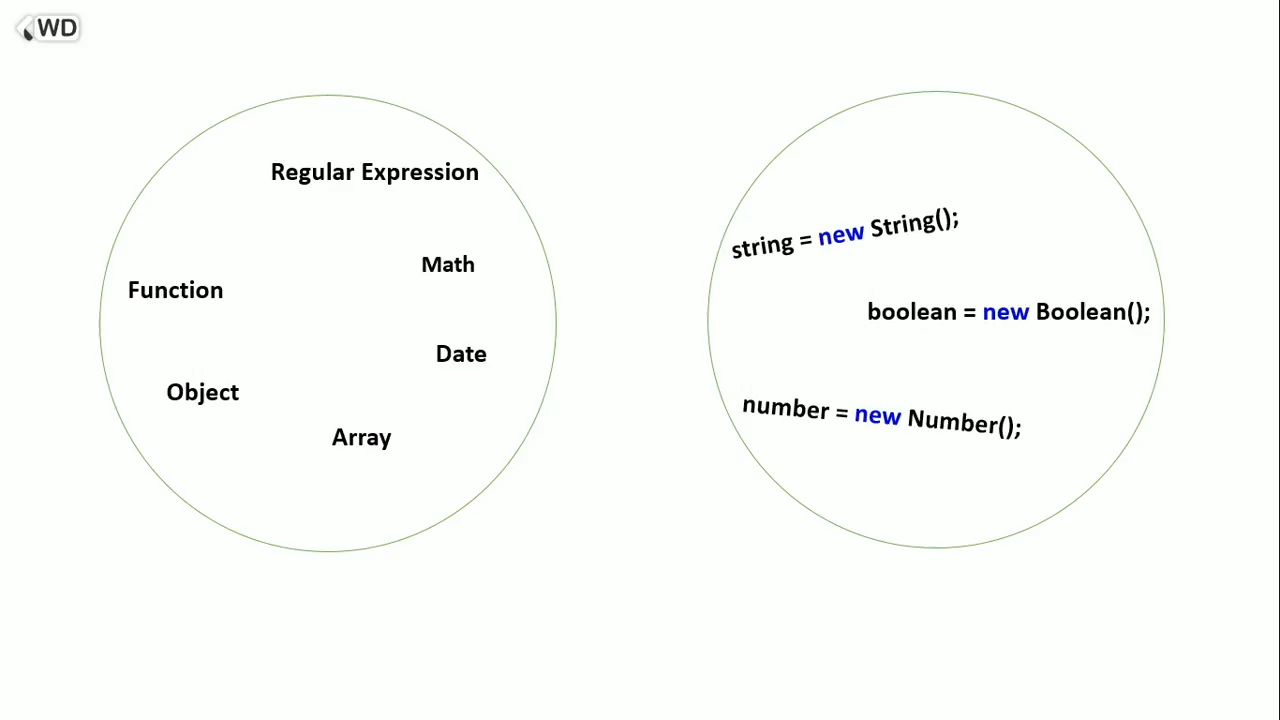 WD
Regular Expression
Math
Function
Date
Object
Array
string = new String();
boolean = new Boolean();
number = new Number();